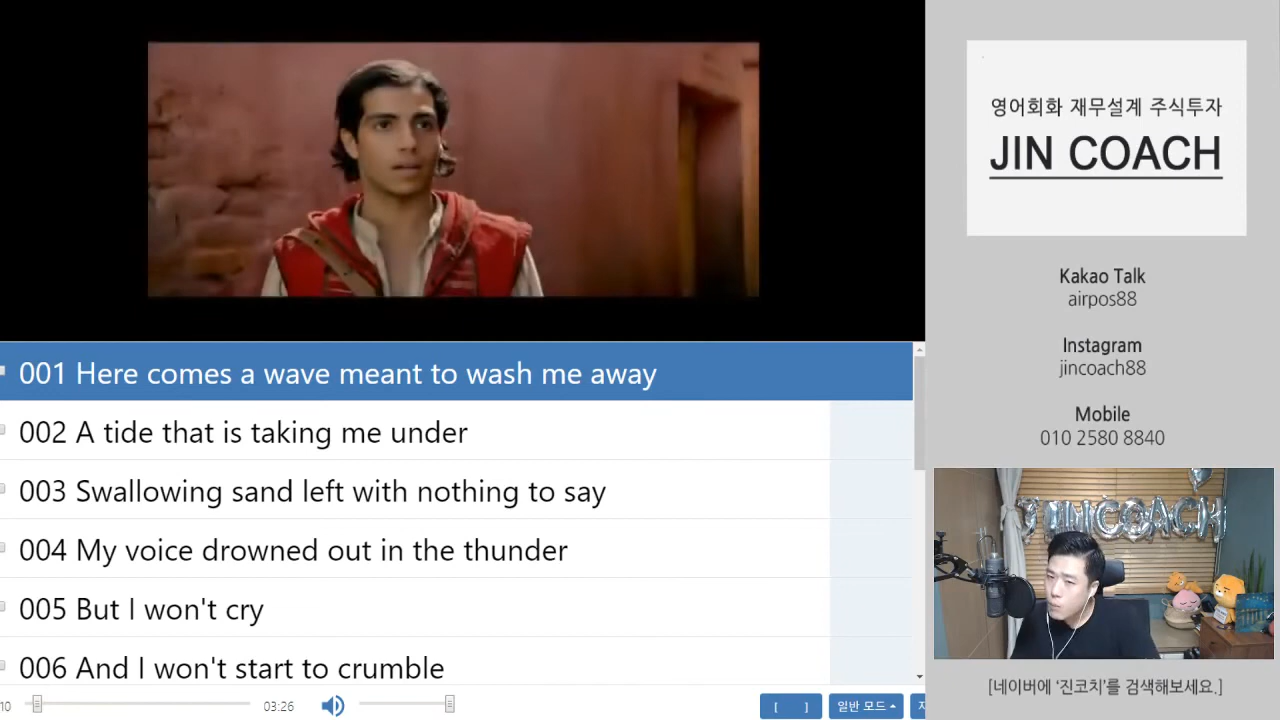 영어회화 재무설계 주식투자
JIN COACH
Kakao Talk
airpos88
Instagram
jincoach88
Mobile
010 2580 8840
001 Here comes a wave meant to wash me away
002 A tide that is taking me under
003 Swallowing sand left with nothing to say
004 My voice drowned out in the thunder
005 But I won't cry
006 And I won't start to crumble
10
03:26
[ ]
일반 모드
JINCOACH
[네이버에 '진코치'를 검색해보세요.]